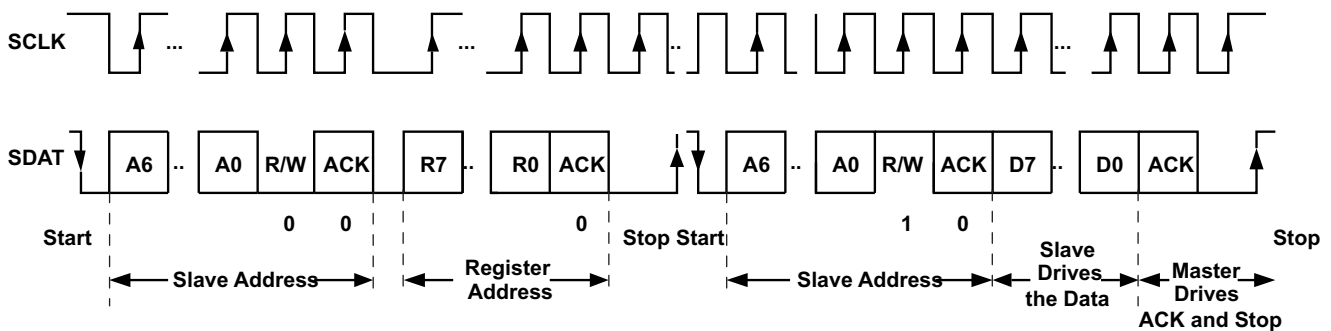 SCLK ... ... .. ...
SDAT A6 .. A0 R/W ACK R7 .. R0 ACK A6 .. A0 R/W ACK D7 .. D0 ACK
0 0 0 1 0
Start Stop Start Stop
Slave Address
Register
Address
Slave Address
Slave
Drives
the Data
Master
Drives
ACK and Stop